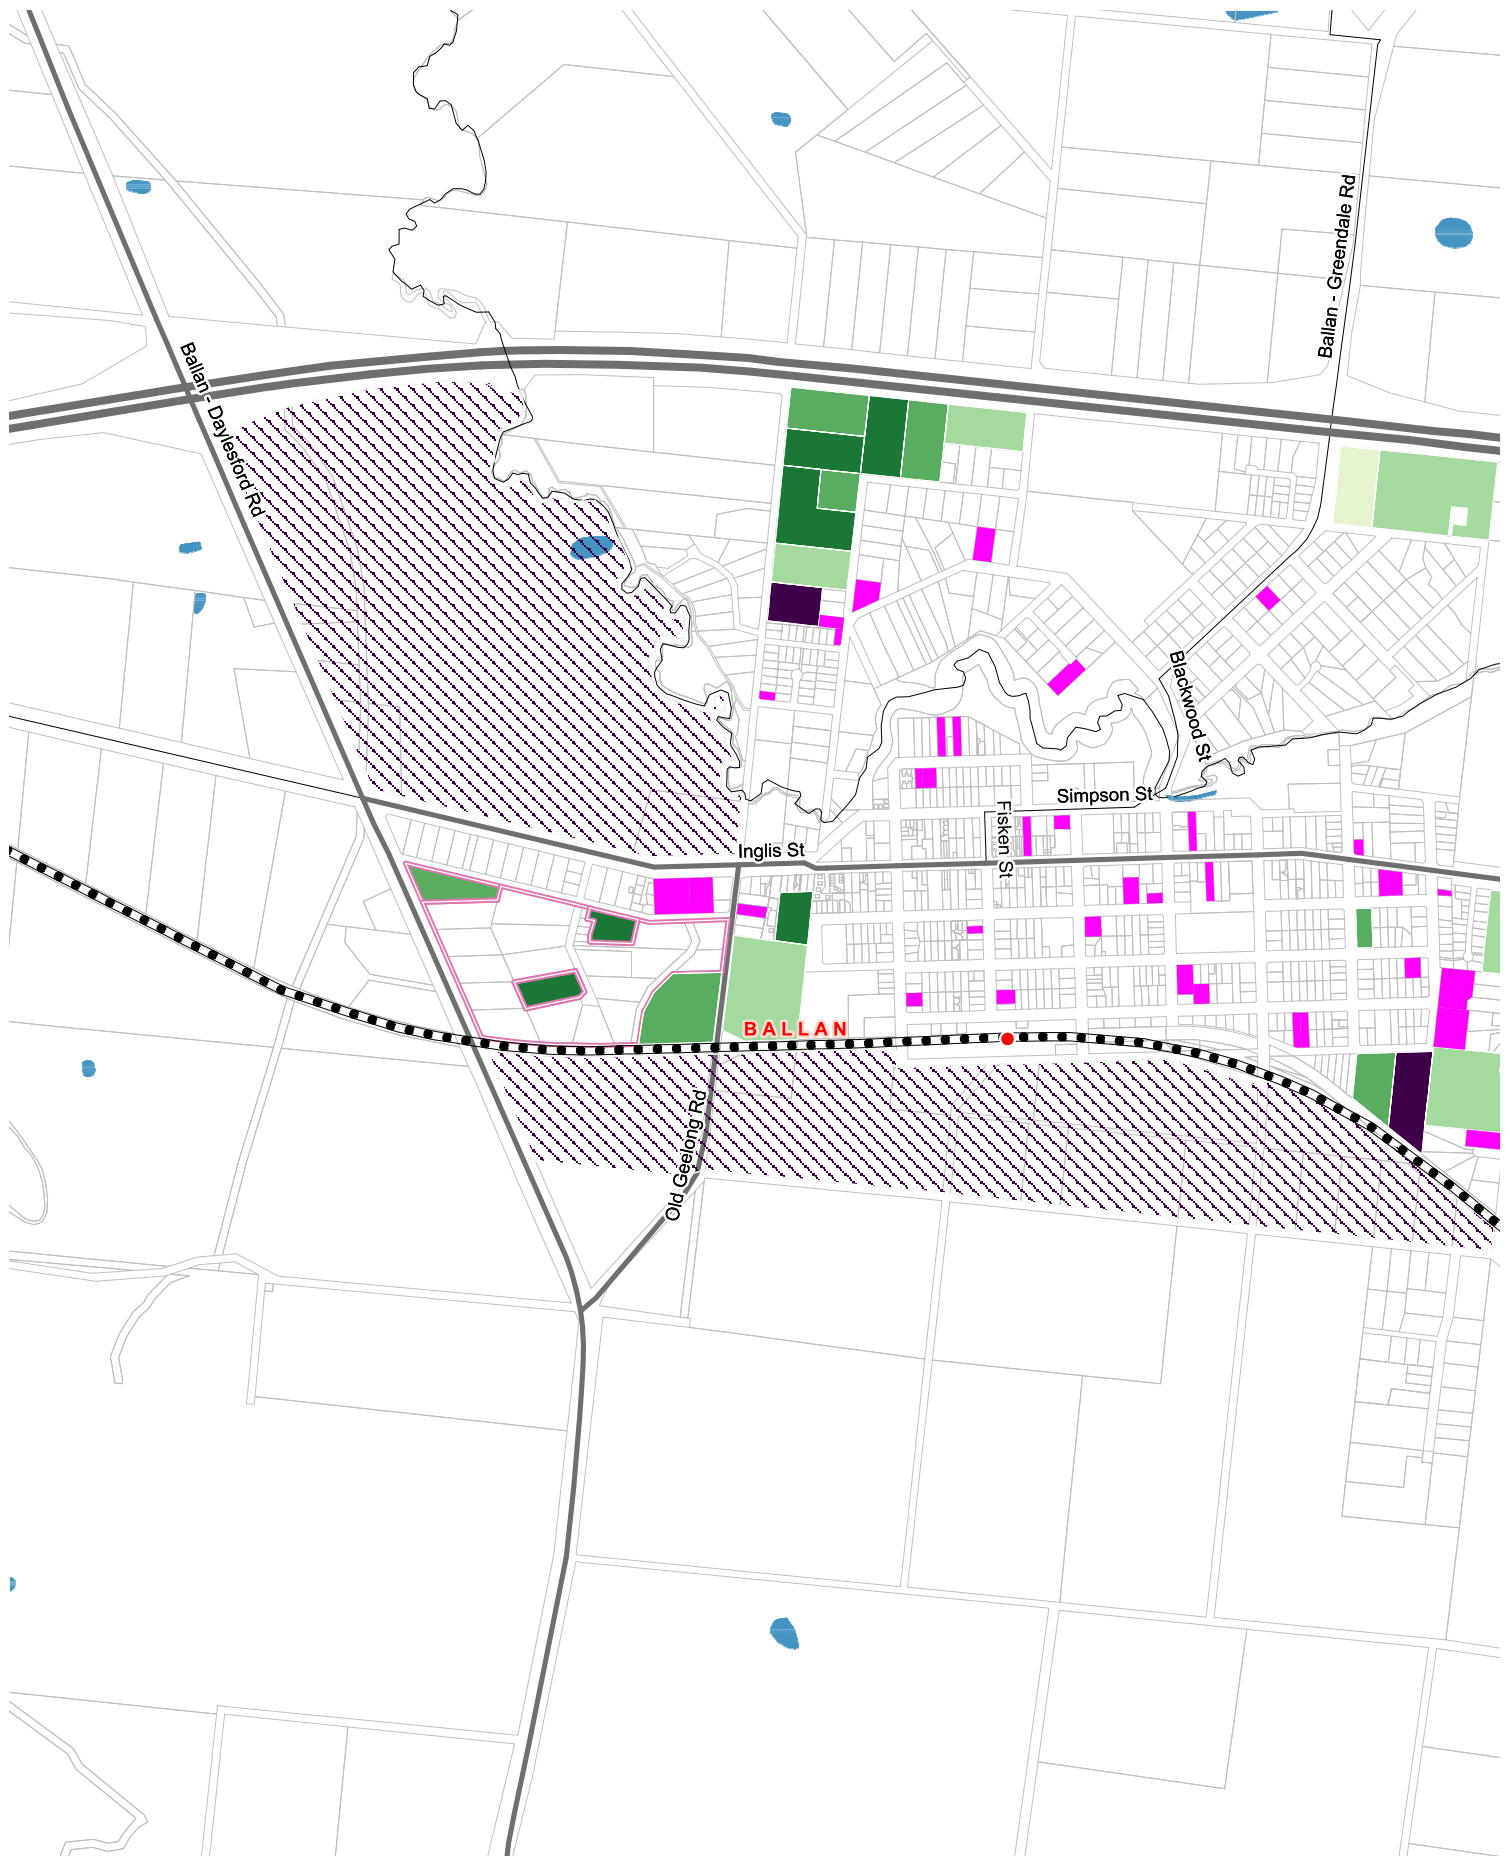 Ballan - Greendale Rd
Ballan - Daylesford Rd
Blackwood St
Simpson St
Fisken St
Inglis St
BALLAN
Old Geelong Rd